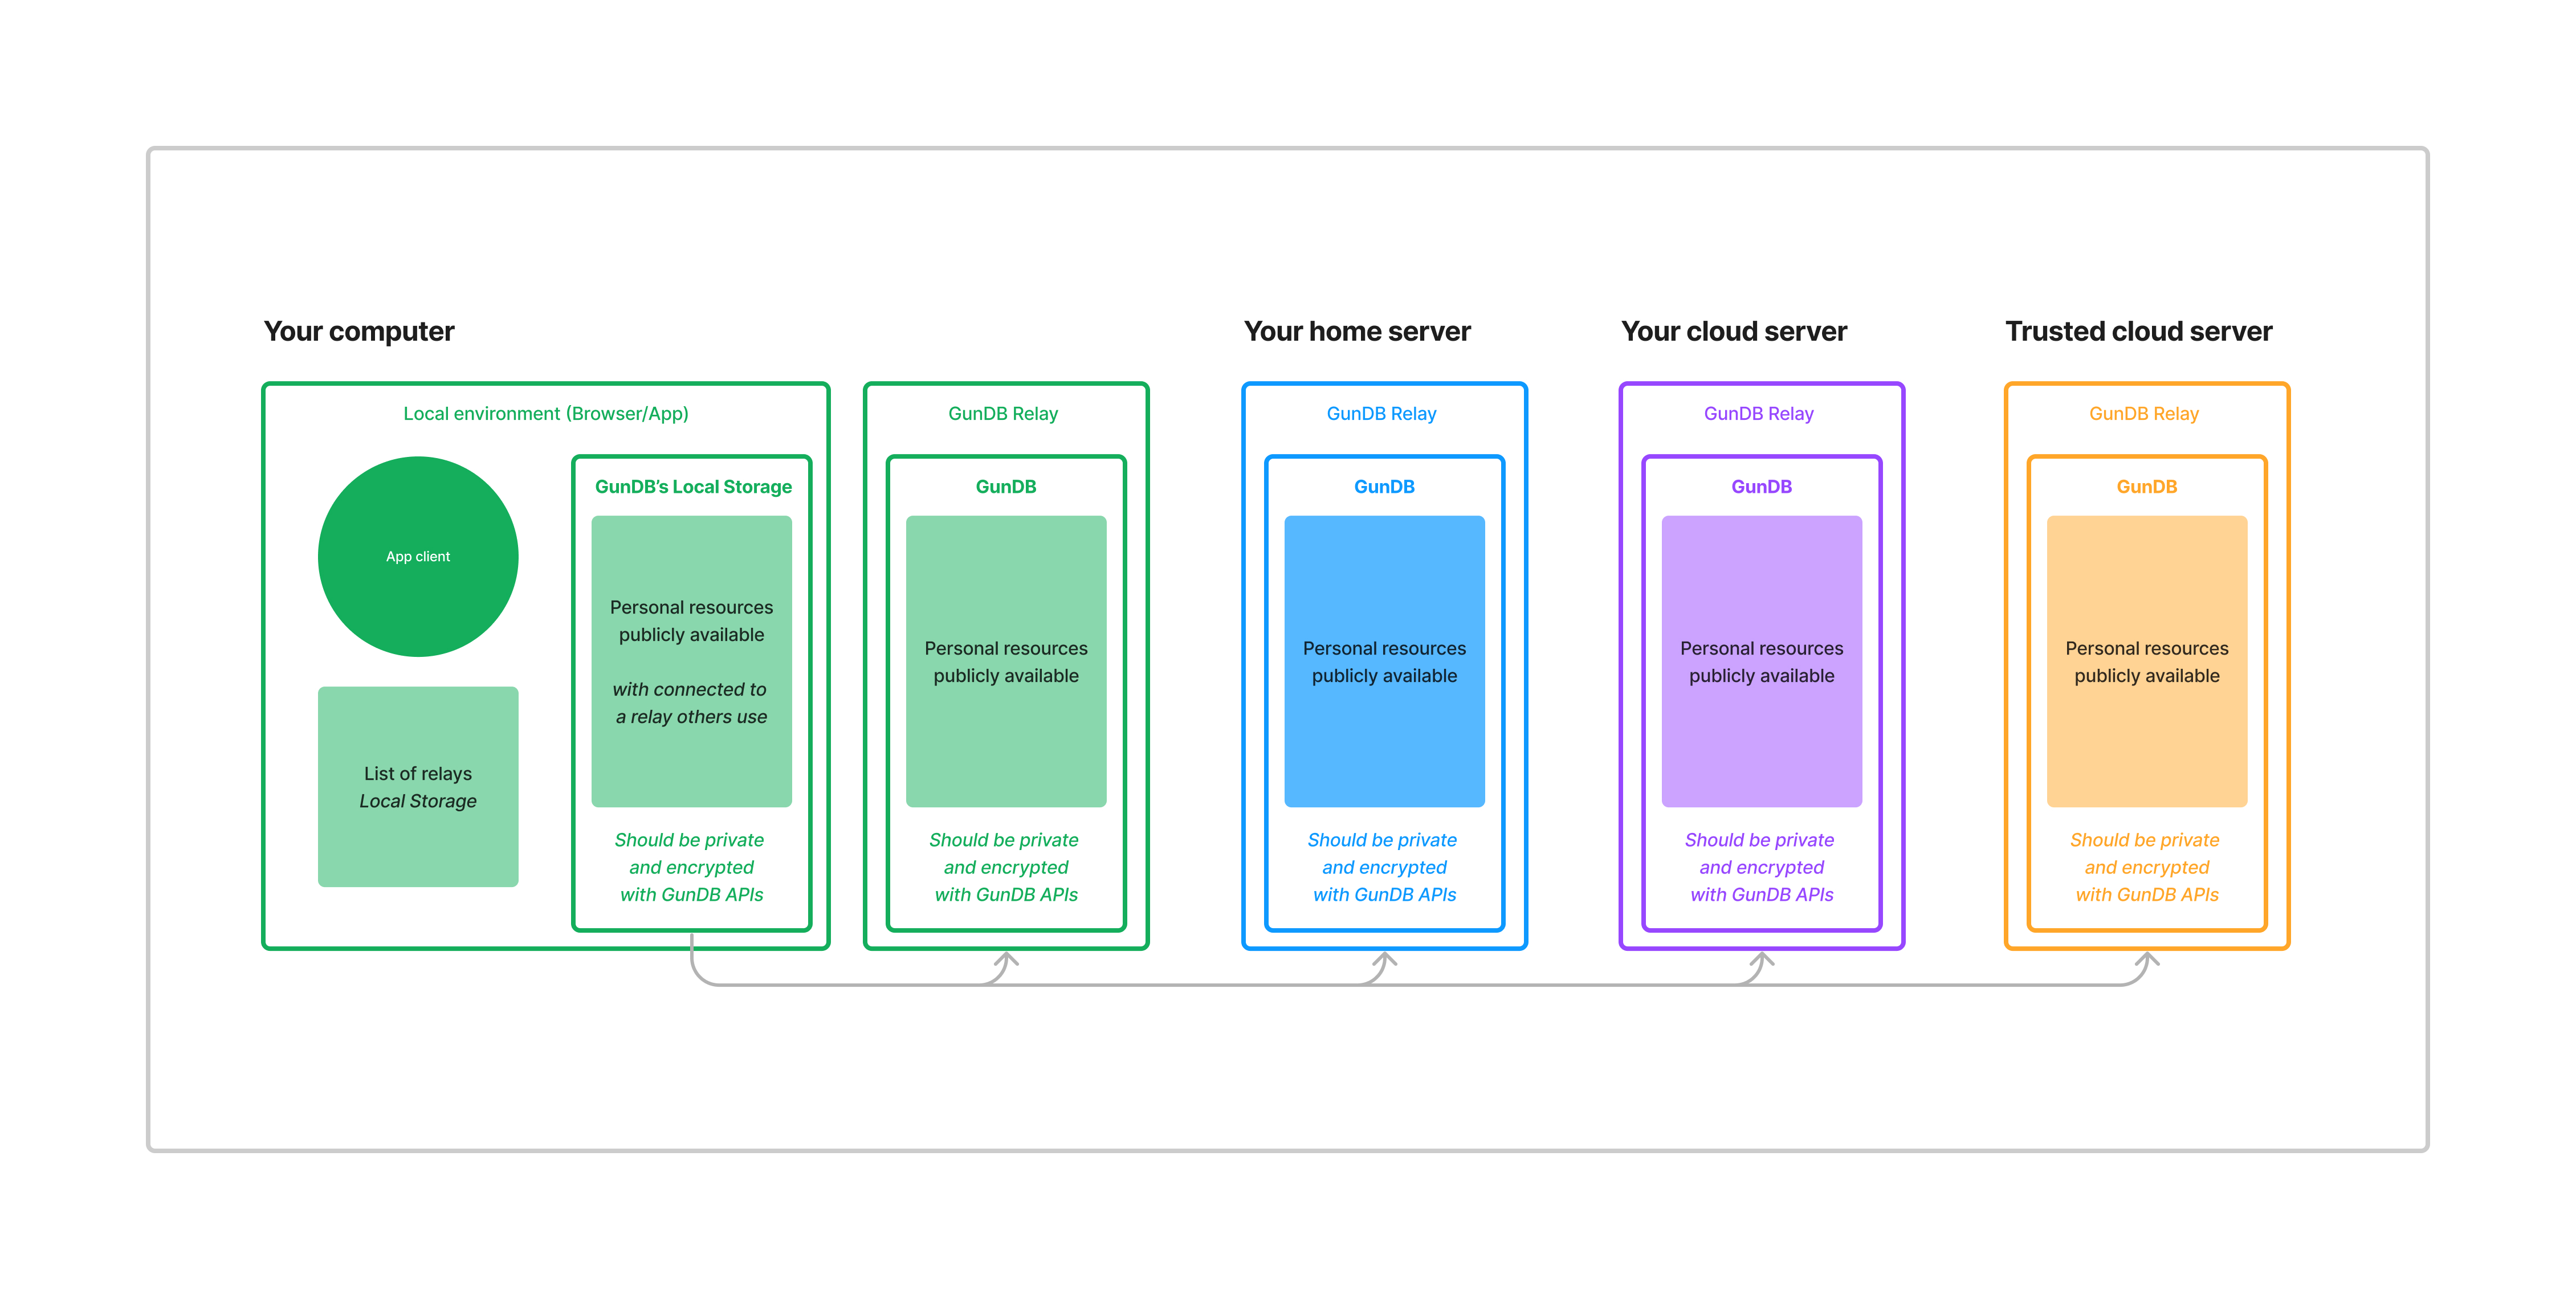 Your computer
Local environment (Browser/App)
App client
List of relays
Local Storage
GunDB’s Local Storage
Personal resources
publicly available
with connected to
a relay others use
Should be private
and encrypted
with GunDB APIs
GunDB Relay
GunDB
Personal resources
publicly available
Should be private
and encrypted
with GunDB APIs
Your home server
GunDB Relay
GunDB
Personal resources
publicly available
Should be private
and encrypted
with GunDB APIs
Your cloud server
GunDB Relay
GunDB
Personal resources
publicly available
Should be private
and encrypted
with GunDB APIs
Trusted cloud server
GunDB Relay
GunDB
Personal resources
publicly available
Should be private
and encrypted
with GunDB APIs